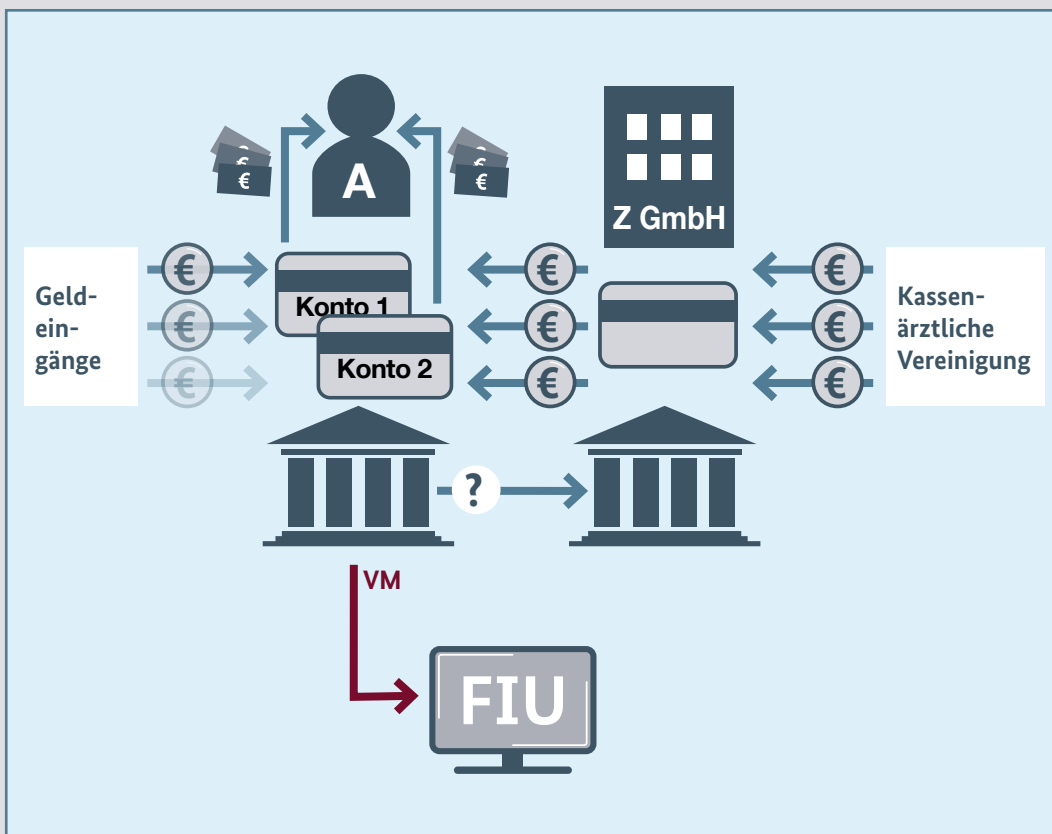 A
€
€
€
€
€
€
Z GmbH
Geld-
ein-
gänge
€
€
€
Konto 1
Konto 2
€
€
€
€
€
€
Kassen-
ärztliche
Vereinigung
?
VM
FIU